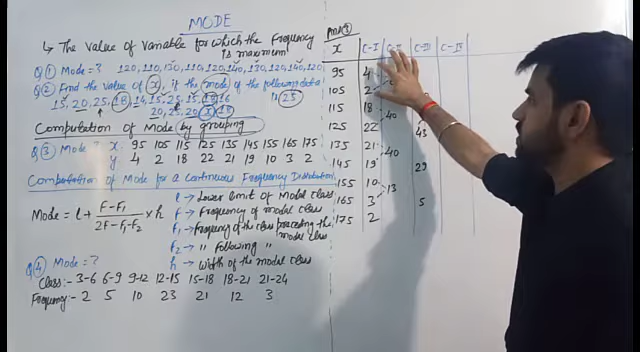 MODE
↳ The value of variable for which the Frequency is maximum
Q① Mode = ? 120, 110, 130, 110, 120, 140, 130, 120, 140, 120
Q② Find the value of x, if the mode of the following data is 25
15, 20, 25, 18, 14, 15, 25, 15, 18, 16
20, 25, 20, x, 18
Computation of Mode by grouping
Q③ Mode ? x: 95 105 115 125 135 145 155 165 175
y 4 2 18 22 21 19 10 3 2
Computation of Mode for a Continuous Frequency Distribution
Mode = l + F-F₁ / 2F-F₁-F₂ × h
l → Lower limit of Modal class
F → Frequency of modal class
F₁ → Frequency of the class preceding the modal class
F₂ → " Following "
h → Width of the modal class
Q④ Mode = ?
Class:- 3-6 6-9 9-12 12-15 15-18 18-21 21-24
Frequency:- 2 5 10 23 21 12 3
Ans③
x C-I C-II C-III C-IV
95 4
105 2
115 18 40
125 22 43
135 21 40
145 19 29
155 10 13
165 3 5
175 2